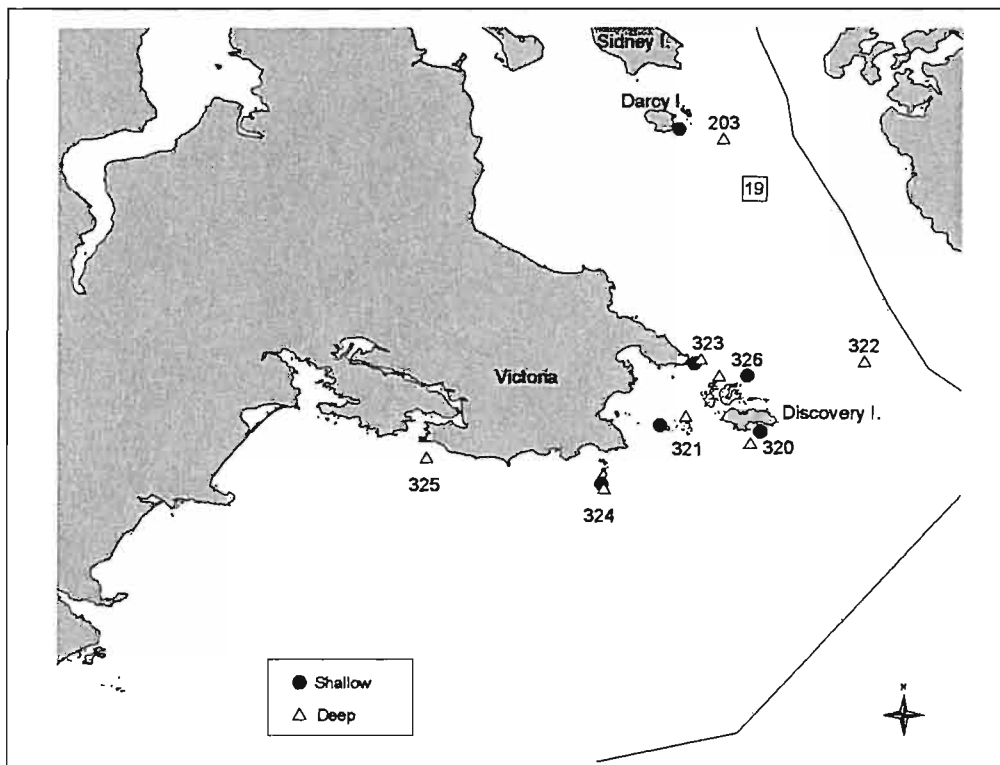 Sidney I.
Darcy I.
203
19
323
326
322
Victoria
Discovery I.
321
320
325
324
Shallow
Deep
N